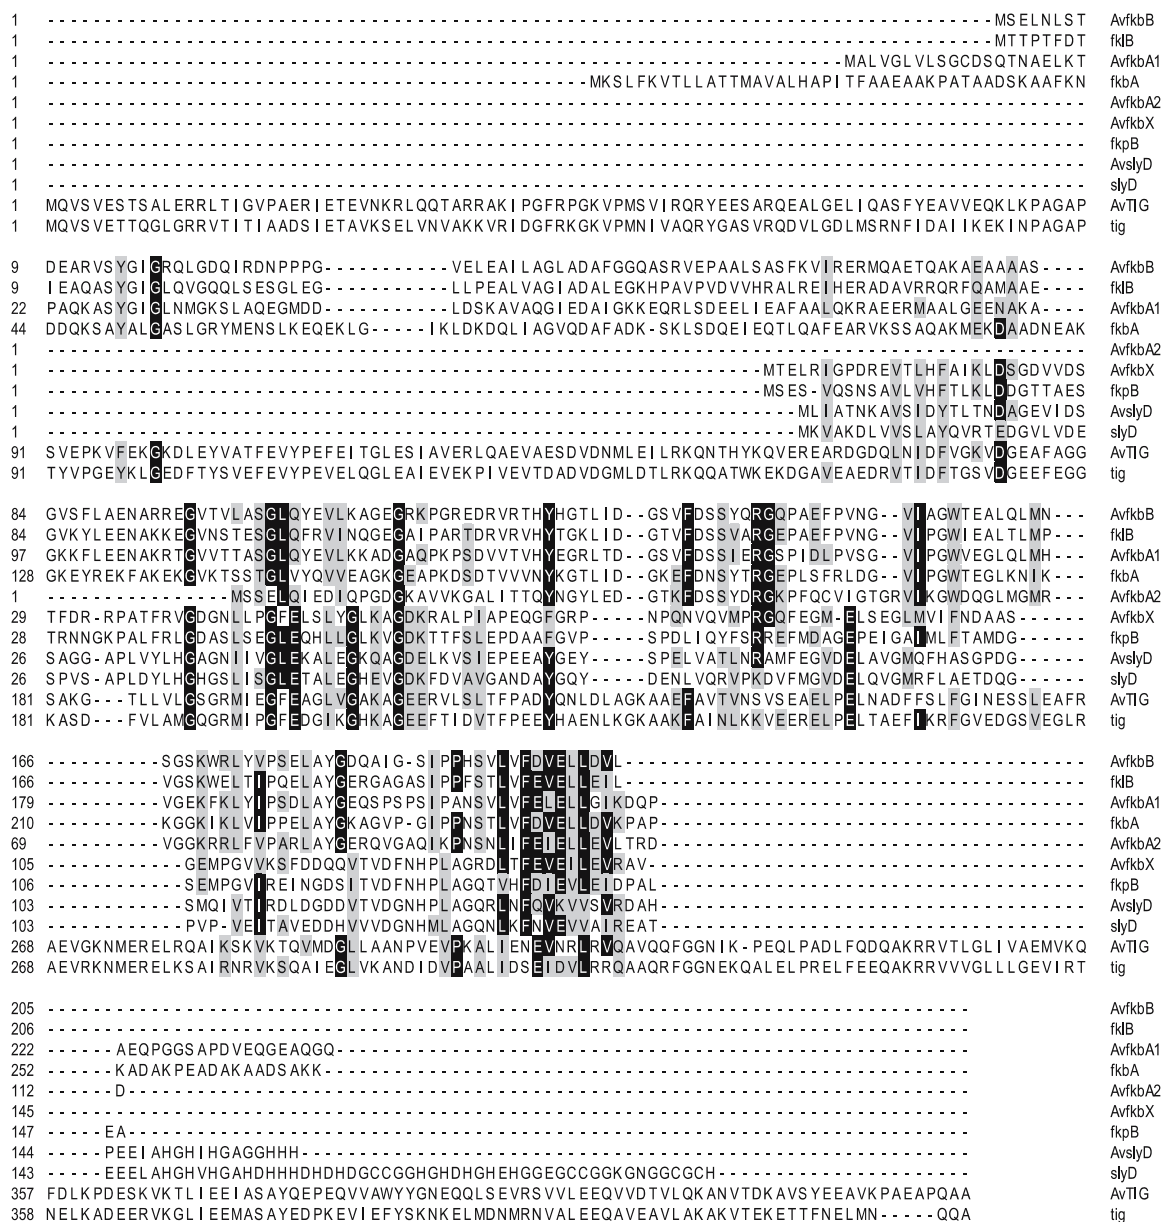 1 -----------------------------------------------------------------------------------MSELNLST AvfkbB
1 -----------------------------------------------------------------------------------MTTPTFDT fklB
1 ----------------------------------------------------------------------MALVGLVLSGCDSQTNAELKT AvfkbA1
1 ------------------------------------------------MKSLFKVTLLATTMAVALHAPITFAAEAAKPATAADSKAAFKN fkbA
1 ------------------------------------------------------------------------------------------- AvfkbA2
1 ------------------------------------------------------------------------------------------- AvfkbX
1 ------------------------------------------------------------------------------------------- fkpB
1 ------------------------------------------------------------------------------------------- AvslyD
1 ------------------------------------------------------------------------------------------- slyD
1 MQVSVESTSALERRLTIGVPAERIETEVNKRLQQTARRAKIPGFRPGKVPMSVIRQRYEESARQEALGELIQASFYEAVVEQKLKPAGAP AvTIG
1 MQVSVETTQGLGRRVTITIAADSIETAVKSELVNVAKKVRIDGFRKGKVPMNIVAQRYGASVRQDVLGDLMSRNFIDAIIKEKINPAGAP tig
9 DEARVSYGIGRQLGDQIRDNPPPG-----------VELEAILAGLADAFGGQASRVEPAALSASFKVIRERMQAETQAKAEAAAAS---- AvfkbB
9 IEAQASYGIGLQVGQQLSESGLEG-----------LLPEALVAGIADALEGKHPAVPVDVVHRALREIHERADAVRRQRFQAMAAE---- fklB
22 PAQKASYGIGLNMGKSLAQEGMDD-----------LDSKAVAQGIEDAIGKKEQRLSDEELIEAFAALQKRAEERMAALGEENAKA---- AvfkbA1
44 DDQKSAYALGASLGRYMENSLKEQEKLG----IKLDKDQLIAGVQDAFADK-SKLSDQEIEQTLQAFEARVKSSAQAKMEKDAADNEAK fkbA
1 ------------------------------------------------------------------------------------------- AvfkbA2
1 ---------------------------------------------------------------MTELRIGPDREVTLHFAIKLDSGDVVDS AvfkbX
1 ---------------------------------------------------------------MSES-VQSNSAVLVHFTLKLDDGTTAES fkpB
1 ------------------------------------------------------------------MLIATNKAVSIDYTLTNDAGEVIDS AvslyD
1 ------------------------------------------------------------------MKVAKDLVVSLAYQVRTEDGVLVDE slyD
91 SVEPKVFEKGKDLEYVATFEVYPEFEITGLESIAVERLQAEVAESDVDNMLEILRKQNTHYKQVEREARDGDQLNIDFVGKVDGEAFAGG AvTIG
91 TYVPGEYKLGEDFTYSVEFEVYPEVELQGLEAIEVEKPIVEVTDADVDGMLDTLRKQQATWKEKDGAVEAEDRVTIDFTGSVDGEEFEGG tig
84 GVSFLAENARREGVTVLASGLQYEVLKAGEGRKPGREDRVRTHYHGTLID--GSVFDSSYQRGQPAEFPVNG--VIAGWTEALQLMN-- AvfkbB
84 GVKYLEENAKKEGVNSTESGLQFRVINQGEGAIPARTDRVRVHYTGKLID--GTVFDSSVARGEPAEFPVNG--VIPGWIEALTLMP-- fklB
97 GKKFLEENAKRTGVVTTASGLQYEVLKKADGAQPKPSDVVTVHYEGRLTD--GSVFDSSIERGSPIDLPVSG--VIPGWVEGLQLMH-- AvfkbA1
128 GKEYREKFAKEKGVKTSSTGLVYQVVEAGKGEAPKDSDTVVVNYKGTLID--GKEFDNSYTRGEPLSFRLDG--VIPGWTEGLKNIK-- fkbA
1 ----------------MSSELQIEDIQPGDGKAVVKGALITTQYNGYLED--GTKFDSSYDRGKPFQCVIGTGRVIKGWDQGLMGMR-- AvfkbA2
29 TFDR-RPATFRVGDGNLLPGFELSLYGLKAGDKRALPIAPEQGFGRP-----NPQNVQVMPRGQFEGM-ELSEGLMVIFNDAAS----- AvfkbX
28 TRNNGKPALFRLGDASLSEGLEQHLLGLKVGDKTTFSLEPDAAFGVP-----SPDLIQYFSRREFMDAGEPEIGAIMLFTAMDG----- fkpB
26 SAGG-APLVYLHGAGNIIVGLEKALEGKQAGDELKVSIEPEEAYGEY-----SPELVATLNRAMFEGVDELAVGMQFHASGPDG----- AvslyD
26 SPVS-APLDYLHGHGSLISGLETALEGHEVGDKFDVAVGANDAYGQY-----DENLVQRVPKDVFMGVDELQVGMRFLAETDQG----- slyD
181 SAKG---TLLVLGSGRMIEGFEAGLVGAKAGEERVLSLTFPADYQNLDLAGKAAEFAVTVNSVSEAELPELNADFFSLFGINESSLEAFR AvTIG
181 KASD---FVLAMGQGRMIPGFEDGIKGHKAGEEFTIDVTFPEEYHAENLKGKAAKFAINLKKVEERELPELTAEFIKRFGVEDGSVEGLR tig
166 ----------SGSKWRLYVPSELAYGDQAIG-SIPPHSVLVFDVELLDVL---------------------------------------- AvfkbB
166 ----------VGSKWELTIPQELAYGERGAGASIPPFSTLVFEVELLEIL---------------------------------------- fklB
179 ----------VGEKFKLYIPSDLAYGEQSPSPSIPANSVLVFELELLGIKDQP------------------------------------- AvfkbA1
210 ----------KGGKIKLVIPPELAYGKAGVP-GIPPNSTLVFDVELLDVKPAP------------------------------------- fkbA
69 ----------VGGKRRLFVPARLAYGERQVGAQIKPNSNLIFEIELLEVLTRD------------------------------------- AvfkbA2
105 ------------GEMPGVVKSFDDQQVTVDFNHPLAGRDLTFEVEILEVRAV-------------------------------------- AvfkbX
106 ------------SEMPGVIREINGDSITVDFNHPLAGQTVHFDIEVLEIDPAL------------------------------------- fkpB
103 ------------SMQIVTIRDLDGDDVTVDGNHPLAGQRLNFQVKVVSVRDAH------------------------------------- AvslyD
103 ------------PVP-VEITAVEDDHVVVDGNHMLAGQNLKFNVEVVAIREAT------------------------------------- slyD
268 AEVGKNMERELRQAIKSKVKTQVMDGLLAANPVEVPKALIENEVNRLRVQAVQQFGGNIK-PEQLPADLFQDQAKRRVTLGLIVAEMVKQ AvTIG
268 AEVRKNMERELKSAIRNRVKSQAIEGLVKANDIDVPAALIDSEIDVLRRQAAQRFGGNEKQALELPRELFEEQAKRRVVVGLLLGEVIRT tig
205 -------------------------------------------------------------------------------- AvfkbB
206 -------------------------------------------------------------------------------- fklB
222 ------AEQPGGSAPDVEQGEAQGQ------------------------------------------------------- AvfkbA1
252 ------KADAKPEADAKAADSAKK-------------------------------------------------------- fkbA
112 ------D------------------------------------------------------------------------- AvfkbA2
145 -------------------------------------------------------------------------------- AvfkbX
147 -----EA------------------------------------------------------------------------- fkpB
144 -----PEEIAHGHIHGAGGHHH---------------------------------------------------------- AvslyD
143 -----EEELAHGHVHGAHDHHHDHDHDGCCGGHGHDHGHEHGGEGCCGGKGNGGCGCH---------------------- slyD
357 FDLKPDESKVKTLIEEIASAYQEPEQVVAWYYGNEQQLSEVRSVVLEEQVVDTVLQKANVTDKAVSYEEAVKPAEAPQAA AvTIG
358 NELKADEERVKGLIEEMASAYEDPKEVIEFYSKNKELMDNMRNVALEEQAVEAVLAKAKVTEKETTFNELMN-----QQA tig